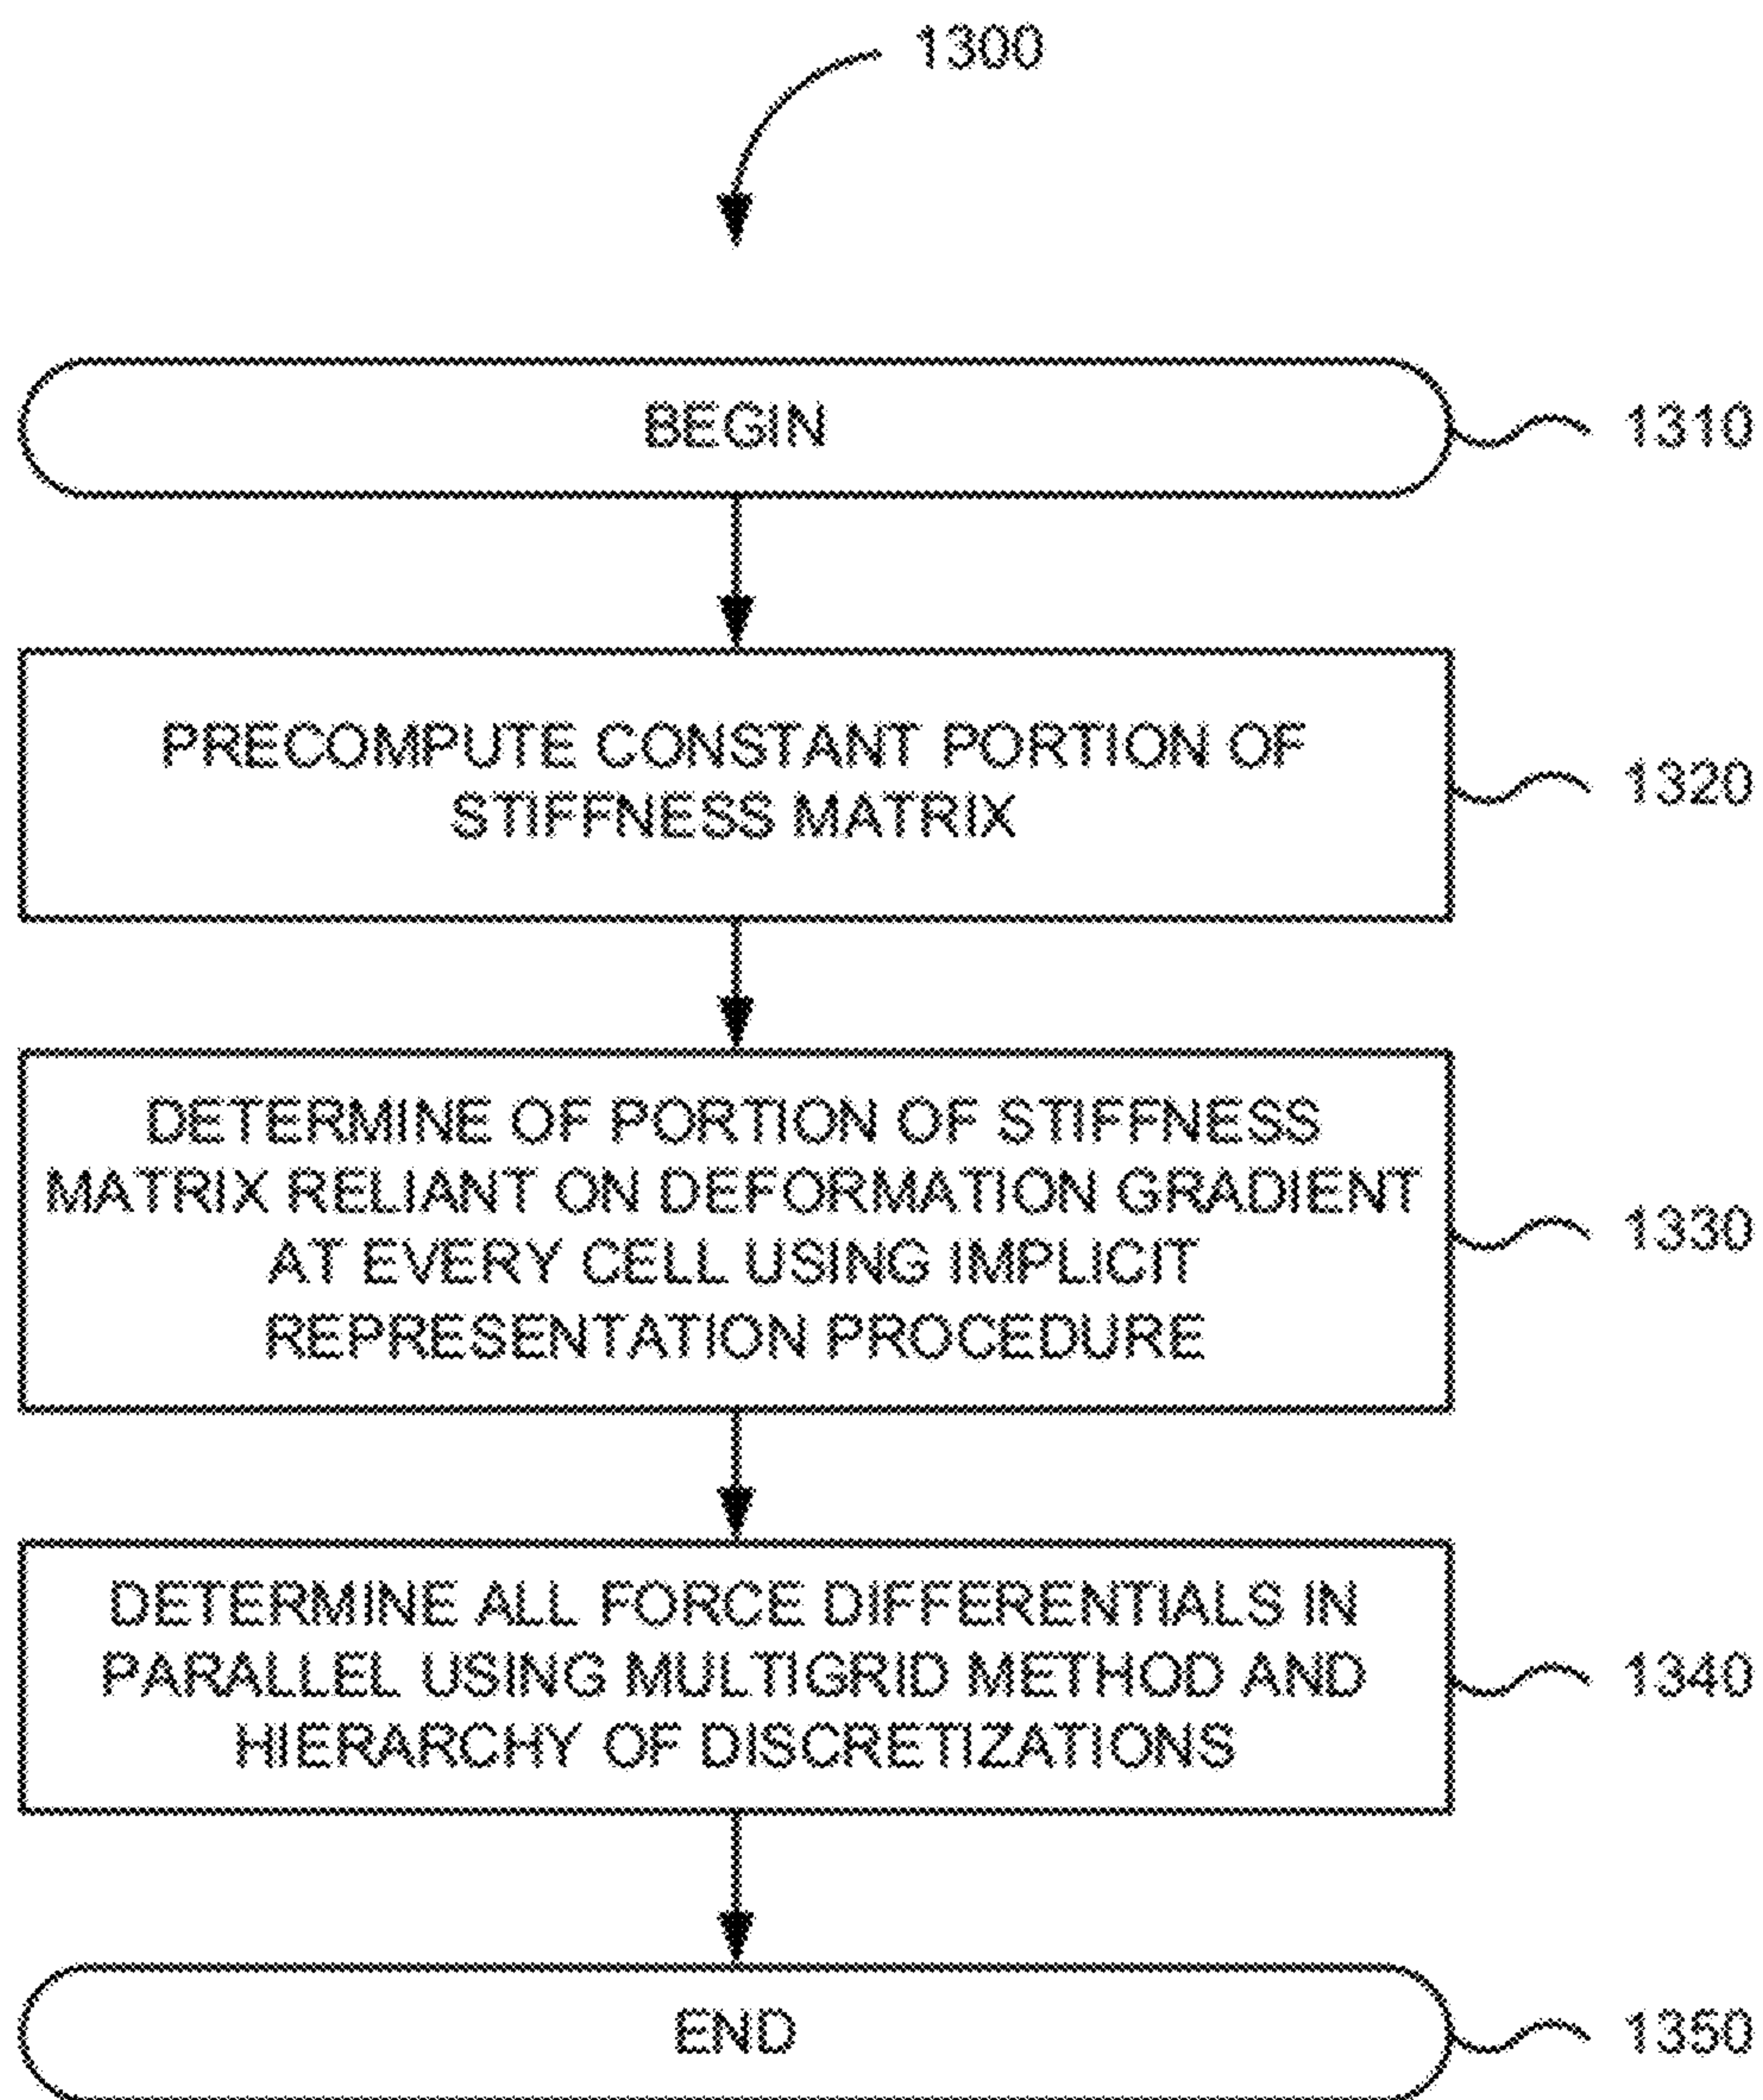 1300
BEGIN
1310
PRECOMPUTE CONSTANT PORTION OF
STIFFNESS MATRIX
1320
DETERMINE OF PORTION OF STIFFNESS
MATRIX RELIANT ON DEFORMATION GRADIENT
AT EVERY CELL USING IMPLICIT
REPRESENTATION PROCEDURE
1330
DETERMINE ALL FORCE DIFFERENTIALS IN
PARALLEL USING MULTIGRID METHOD AND
HIERARCHY OF DISCRETIZATIONS
1340
END
1350